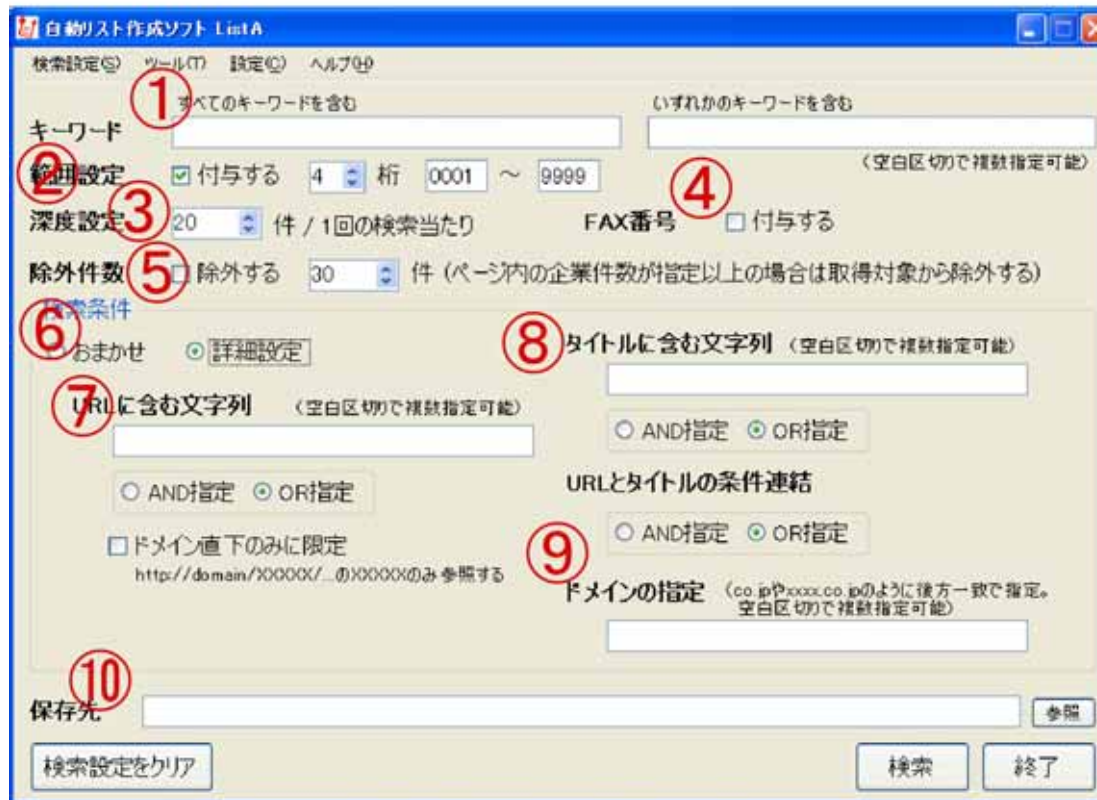 自動リスト作成ソフト ListA
検索設定(S) ツール(T) 設定(C) ヘルプ(H)
①
すべてのキーワードを含む いずれかのキーワードを含む
キーワード
(空白区切りで複数指定可能)
② 範囲設定 付与する 4 桁 0001 ～ 9999
④
深度設定 ③ 20 件 / 1回の検索当たり FAX番号 付与する
除外件数 ⑤ 除外する 30 件 (ページ内の企業件数が指定以上の場合は取得対象から除外する)
検索条件
⑥ おまかせ 詳細設定
⑧ タイトルに含む文字列 (空白区切りで複数指定可能)
AND指定 OR指定
⑦ URLに含む文字列 (空白区切りで複数指定可能)
AND指定 OR指定
ドメイン直下のみに限定
http://domain/XXXXX/...のXXXXXのみ参照する
URLとタイトルの条件連結
AND指定 OR指定
⑨
ドメインの指定 (co.jpやxxxx.co.jpのように後方一致で指定。
空白区切りで複数指定可能)
⑩
保存先 参照
検索設定をクリア 検索 終了